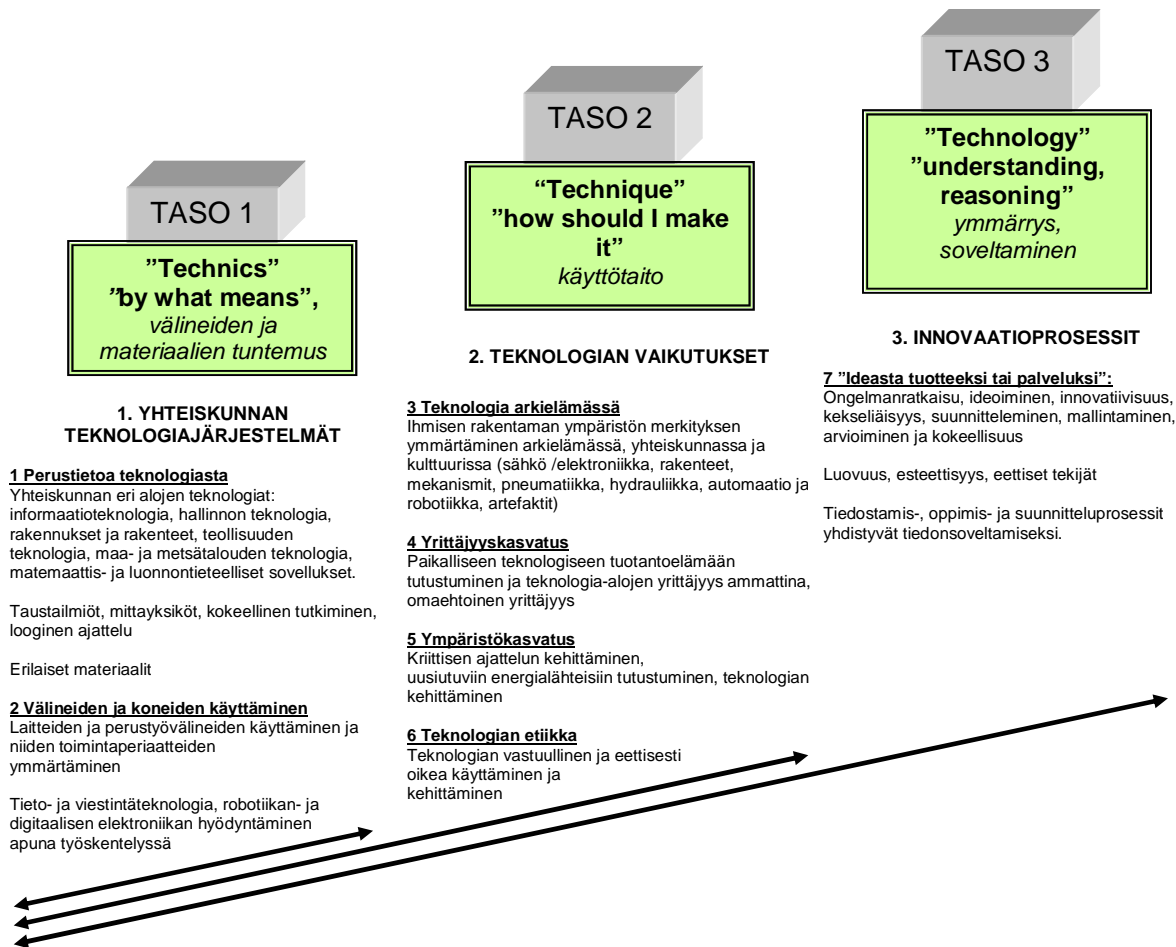 TASO 1
”Technics”
”by what means”,
välineiden ja
materiaalien tuntemus
1. YHTEISKUNNAN
TEKNOLOGIAJÄRJESTELMÄT
1 Perustietoa teknologiasta
Yhteiskunnan eri alojen teknologiat:
informaatioteknologia, hallinnon teknologia,
rakennukset ja rakenteet, teollisuuden
teknologia, maa- ja metsätalouden teknologia,
matemaattis- ja luonnontieteelliset sovellukset.
Taustailmiöt, mittayksiköt, kokeellinen tutkiminen,
looginen ajattelu
Erilaiset materiaalit
2 Välineiden ja koneiden käyttäminen
Laitteiden ja perustyövälineiden käyttäminen ja
niiden toimintaperiaatteiden
ymmärtäminen
Tieto- ja viestintäteknologia, robotiikan- ja
digitaalisen elektroniikan hyödyntäminen
apuna työskentelyssä
TASO 2
“Technique”
”how should I make
it”
käyttötaito
2. TEKNOLOGIAN VAIKUTUKSET
3 Teknologia arkielämässä
Ihmisen rakentaman ympäristön merkityksen
ymmärtäminen arkielämässä, yhteiskunnassa ja
kulttuurissa (sähkö /elektroniikka, rakenteet,
mekanismit, pneumatiikka, hydrauliikka, automaatio ja
robotiikka, artefaktit)
4 Yrittäjyyskasvatus
Paikalliseen teknologiseen tuotantoelämään
tutustuminen ja teknologia-alojen yrittäjyys ammattina,
omaehtoinen yrittäjyys
5 Ympäristökasvatus
Kriittisen ajattelun kehittäminen,
uusiutuviin energialähteisiin tutustuminen, teknologian
kehittäminen
6 Teknologian etiikka
Teknologian vastuullinen ja eettisesti
oikea käyttäminen ja
kehittäminen
TASO 3
”Technology”
”understanding,
reasoning”
ymmärrys,
soveltaminen
3. INNOVAATIOPROSESSIT
7 ”Ideasta tuotteeksi tai palveluksi”:
Ongelmanratkaisu, ideoiminen, innovatiivisuus,
kekseliäisyys, suunnitteleminen, mallintaminen,
arvioiminen ja kokeellisuus
Luovuus, esteettisyys, eettiset tekijät
Tiedostamis-, oppimis- ja suunnitteluprosessit
yhdistyvät tiedonsoveltamiseksi.